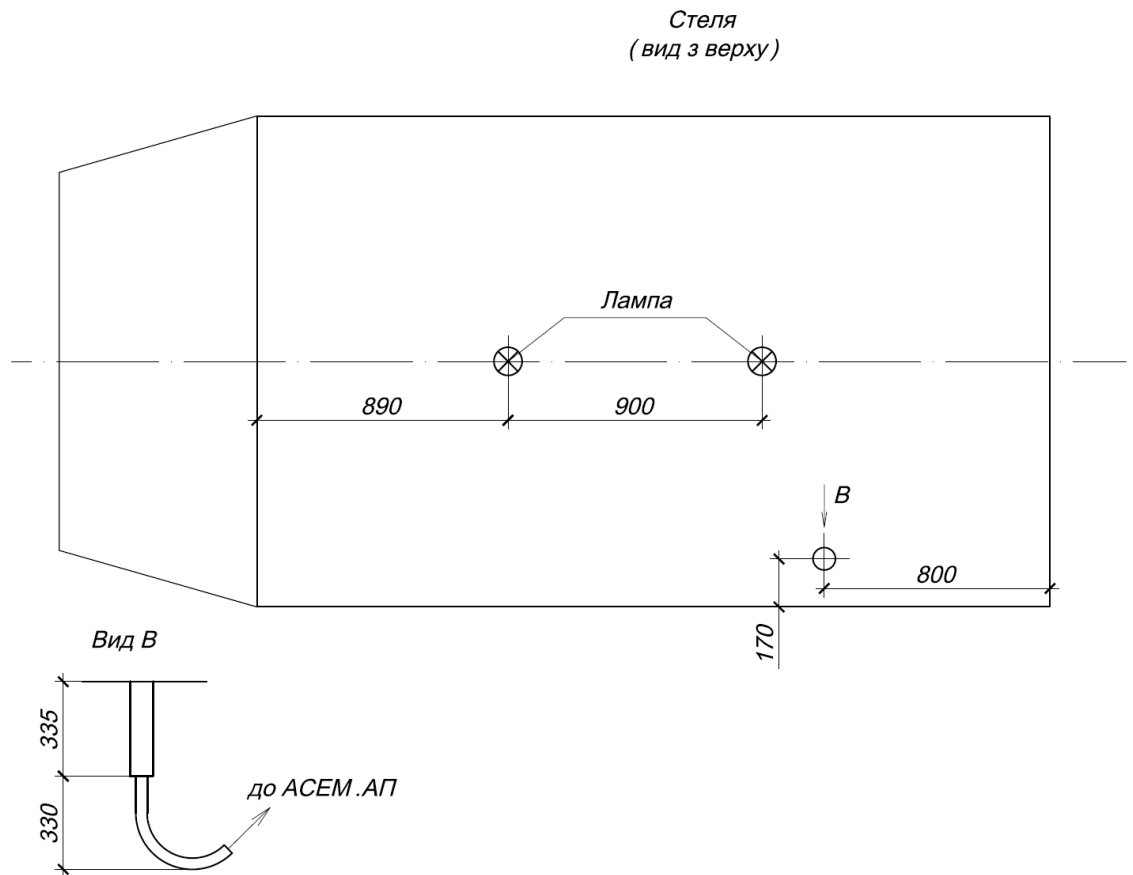 Стеля
( вид з верху )
Лампа
890
900
В
800
170
Вид В
335
до АСЕМ .АП
330